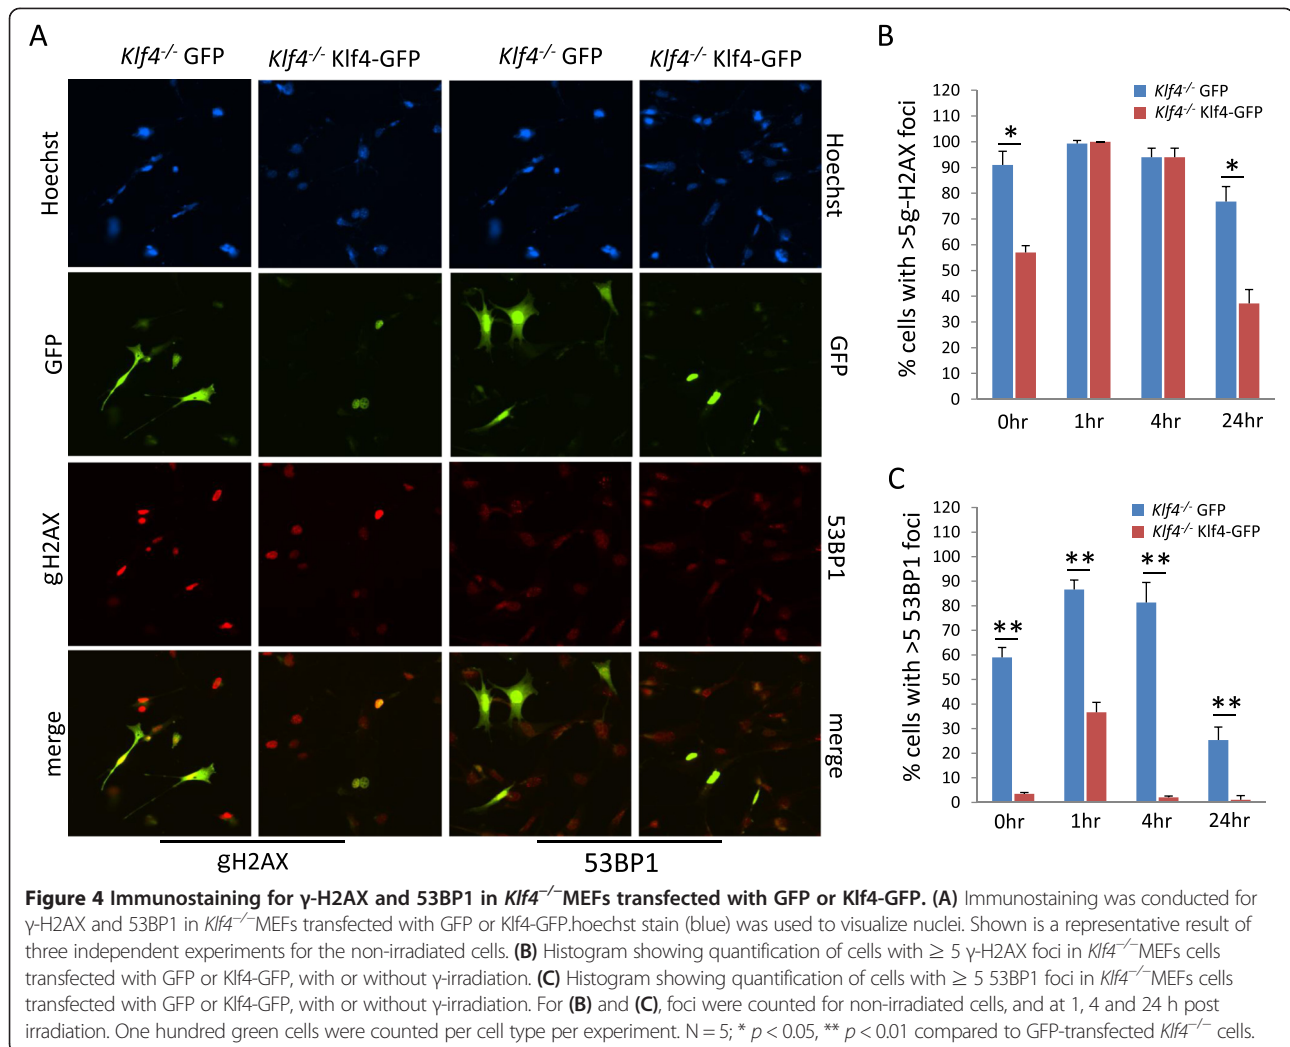 A
Klf4-/- GFP
Klf4-/- Klf4-GFP
Klf4-/- GFP
Klf4-/- Klf4-GFP
Hoechst
Hoechst
GFP
GFP
gH2AX
53BP1
merge
merge
gH2AX
53BP1
B
% cells with >5g-H2AX foci
120
110
100
90
80
70
60
50
40
30
20
10
0
Klf4-/- GFP
Klf4-/- Klf4-GFP
*
*
0hr 1hr 4hr 24hr
C
% cells with >5 53BP1 foci
120
110
100
90
80
70
60
50
40
30
20
10
0
Klf4-/- GFP
Klf4-/- Klf4-GFP
**
**
**
**
0hr 1hr 4hr 24hr
Figure 4 Immunostaining for γ-H2AX and 53BP1 in Klf4−/−MEFs transfected with GFP or Klf4-GFP. (A) Immunostaining was conducted for
γ-H2AX and 53BP1 in Klf4−/−MEFs transfected with GFP or Klf4-GFP.hoechst stain (blue) was used to visualize nuclei. Shown is a representative result of
three independent experiments for the non-irradiated cells. (B) Histogram showing quantification of cells with ≥ 5 γ-H2AX foci in Klf4−/−MEFs cells
transfected with GFP or Klf4-GFP, with or without γ-irradiation. (C) Histogram showing quantification of cells with ≥ 5 53BP1 foci in Klf4−/−MEFs cells
transfected with GFP or Klf4-GFP, with or without γ-irradiation. For (B) and (C), foci were counted for non-irradiated cells, and at 1, 4 and 24 h post
irradiation. One hundred green cells were counted per cell type per experiment. N = 5; * p < 0.05, ** p < 0.01 compared to GFP-transfected Klf4−/− cells.